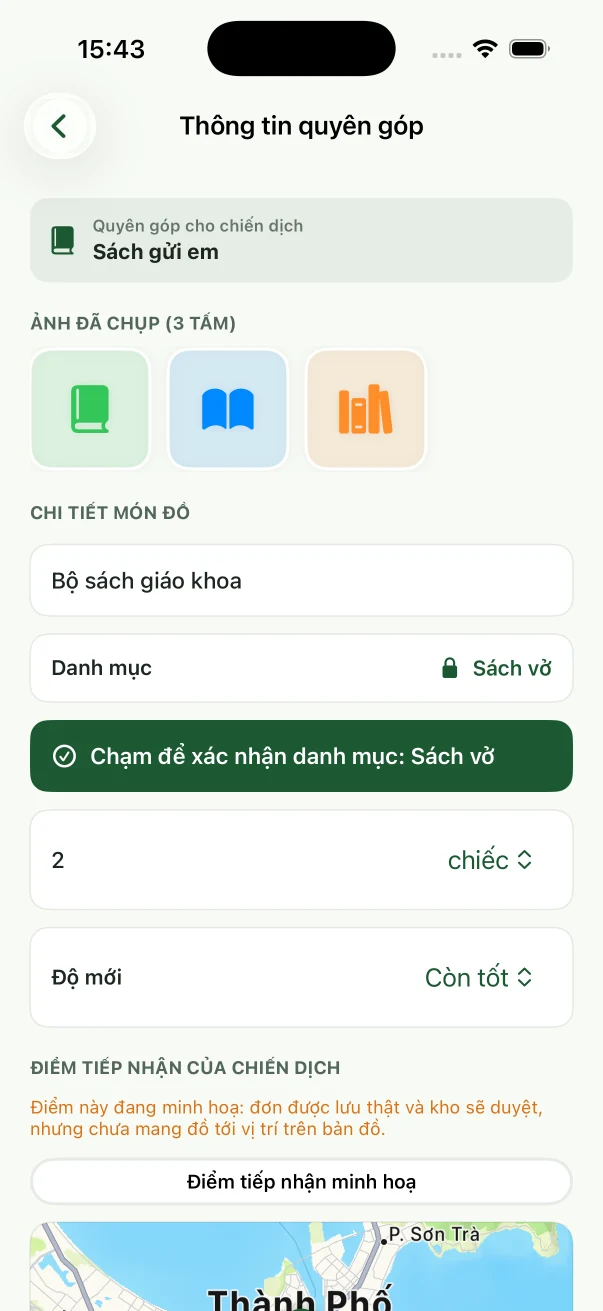 15:43
Thông tin quyên góp
Quyên góp cho chiến dịch
Sách gửi em
ẢNH ĐÃ CHỤP (3 TẤM)
CHI TIẾT MÓN ĐỒ
Bộ sách giáo khoa
Danh mục Sách vở
Chạm để xác nhận danh mục: Sách vở
2 chiếc
Độ mới Còn tốt
ĐIỂM TIẾP NHẬN CỦA CHIẾN DỊCH
Điểm này đang minh hoạ: đơn được lưu thật và kho sẽ duyệt,
nhưng chưa mang đồ tới vị trí trên bản đồ.
Điểm tiếp nhận minh hoạ
P. Sơn Trà
Thành Phố